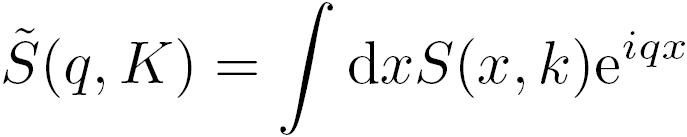 S̃(q, K) = ∫ dxS(x, k)e^{iqx}